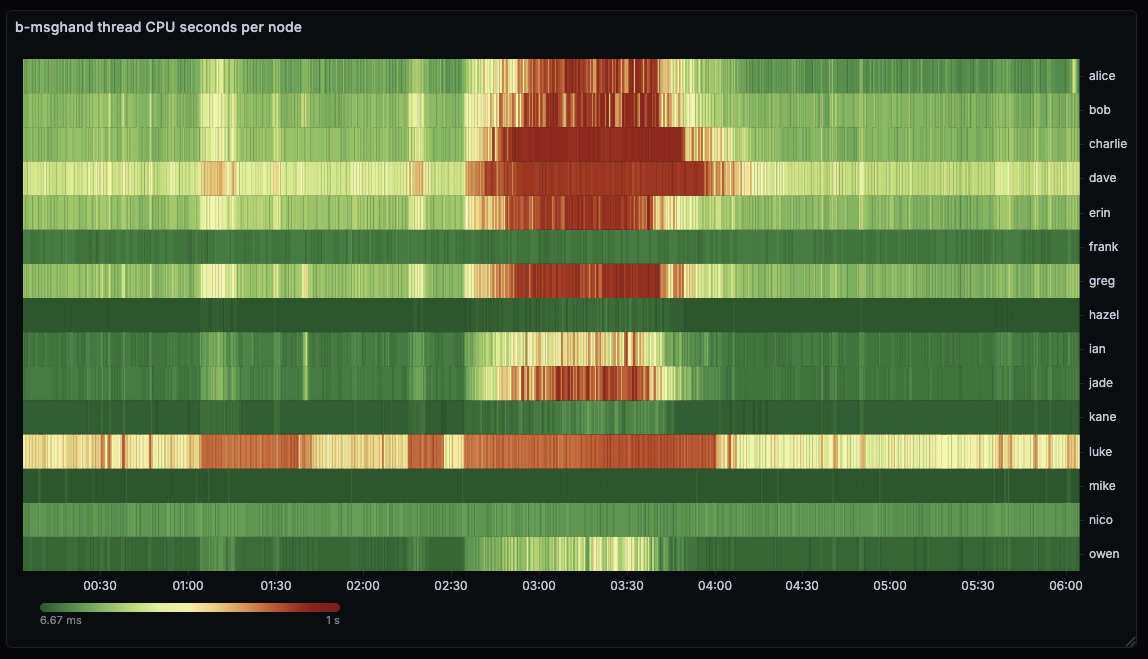 b-msghand thread CPU seconds per node
alice
bob
charlie
dave
erin
frank
greg
hazel
ian
jade
kane
luke
mike
nico
owen
00:30 01:00 01:30 02:00 02:30 03:00 03:30 04:00 04:30 05:00 05:30 06:00
6.67 ms 1 s